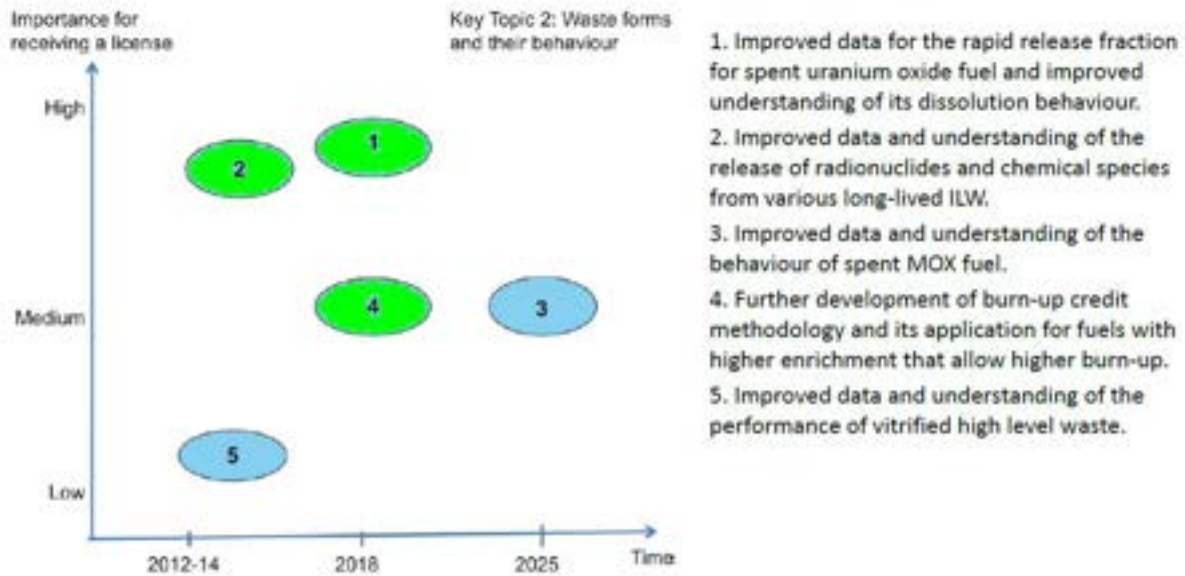 Importance for
receiving a license
Key Topic 2: Waste forms
and their behaviour
High
Medium
Low
1
2
4
3
5
2012-14
2018
2025
Time
1. Improved data for the rapid release fraction
for spent uranium oxide fuel and improved
understanding of its dissolution behaviour.
2. Improved data and understanding of the
release of radionuclides and chemical species
from various long-lived ILW.
3. Improved data and understanding of the
behaviour of spent MOX fuel.
4. Further development of burn-up credit
methodology and its application for fuels with
higher enrichment that allow higher burn-up.
5. Improved data and understanding of the
performance of vitrified high level waste.